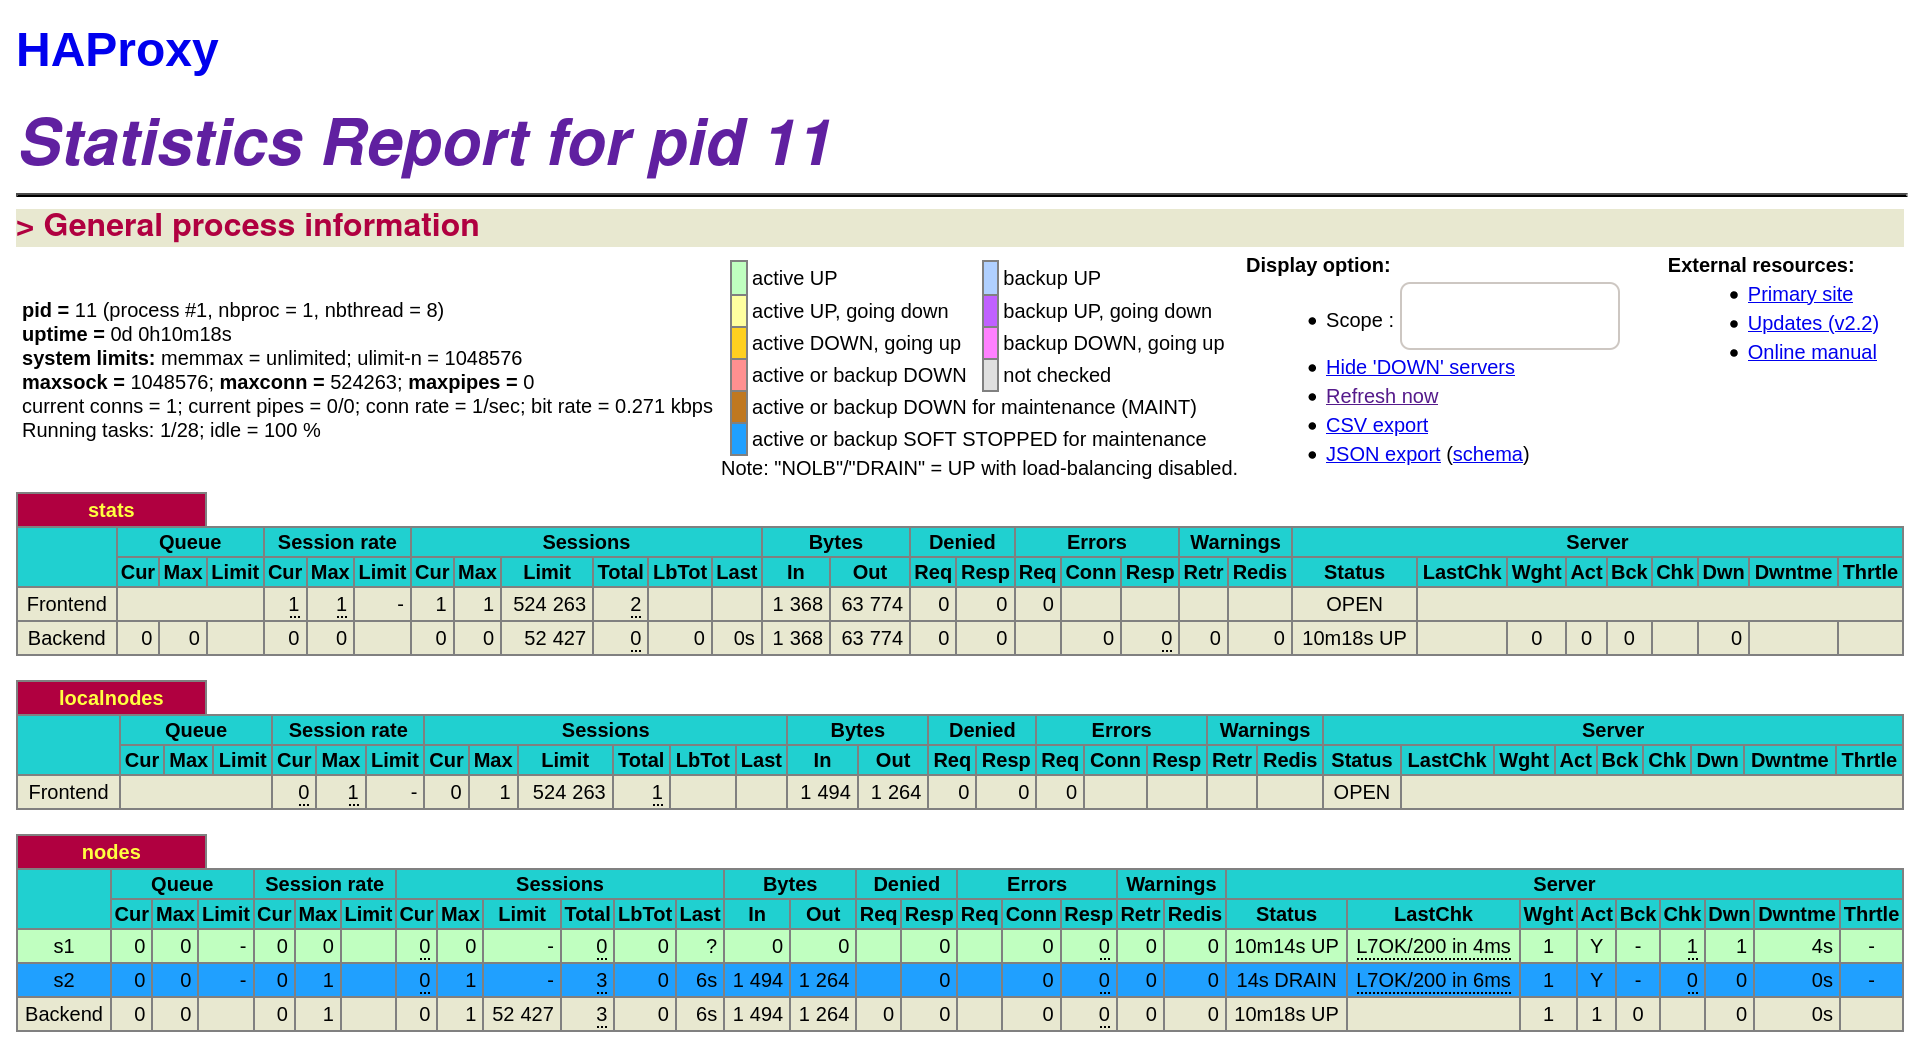 HAProxy
Statistics Report for pid 11
> General process information
pid = 11 (process #1, nbproc = 1, nbthread = 8)
uptime = 0d 0h10m18s
system limits: memmax = unlimited; ulimit-n = 1048576
maxsock = 1048576; maxconn = 524263; maxpipes = 0
current conns = 1; current pipes = 0/0; conn rate = 1/sec; bit rate = 0.271 kbps
Running tasks: 1/28; idle = 100 %
active UP backup UP
active UP, going down backup UP, going down
active DOWN, going up backup DOWN, going up
active or backup DOWN not checked
active or backup DOWN for maintenance (MAINT)
active or backup SOFT STOPPED for maintenance
Note: "NOLB"/"DRAIN" = UP with load-balancing disabled.
Display option:
• Scope :
• Hide 'DOWN' servers
• Refresh now
• CSV export
• JSON export (schema)
External resources:
• Primary site
• Updates (v2.2)
• Online manual
stats
Queue Session rate Sessions Bytes Denied Errors Warnings Server
Cur Max Limit Cur Max Limit Cur Max Limit Total LbTot Last In Out Req Resp Req Conn Resp Retr Redis Status LastChk Wght Act Bck Chk Dwn Dwntme Thrtle
Frontend 1 1 - 1 1 524 263 2 1 368 63 774 0 0 0 OPEN
Backend 0 0 0 0 0 0 52 427 0 0 0s 1 368 63 774 0 0 0 0 0 0 10m18s UP 0 0 0 0
localnodes
Queue Session rate Sessions Bytes Denied Errors Warnings Server
Cur Max Limit Cur Max Limit Cur Max Limit Total LbTot Last In Out Req Resp Req Conn Resp Retr Redis Status LastChk Wght Act Bck Chk Dwn Dwntme Thrtle
Frontend 0 1 - 0 1 524 263 1 1 494 1 264 0 0 0 OPEN
nodes
Queue Session rate Sessions Bytes Denied Errors Warnings Server
Cur Max Limit Cur Max Limit Cur Max Limit Total LbTot Last In Out Req Resp Req Conn Resp Retr Redis Status LastChk Wght Act Bck Chk Dwn Dwntme Thrtle
s1 0 0 - 0 0 0 0 - 0 0 ? 0 0 0 0 0 0 0 10m14s UP L7OK/200 in 4ms 1 Y - 1 1 4s -
s2 0 0 - 0 1 0 1 - 3 0 6s 1 494 1 264 0 0 0 0 0 14s DRAIN L7OK/200 in 6ms 1 Y - 0 0 0s -
Backend 0 0 0 1 0 1 52 427 3 0 6s 1 494 1 264 0 0 0 0 0 0 10m18s UP 1 1 0 0 0s